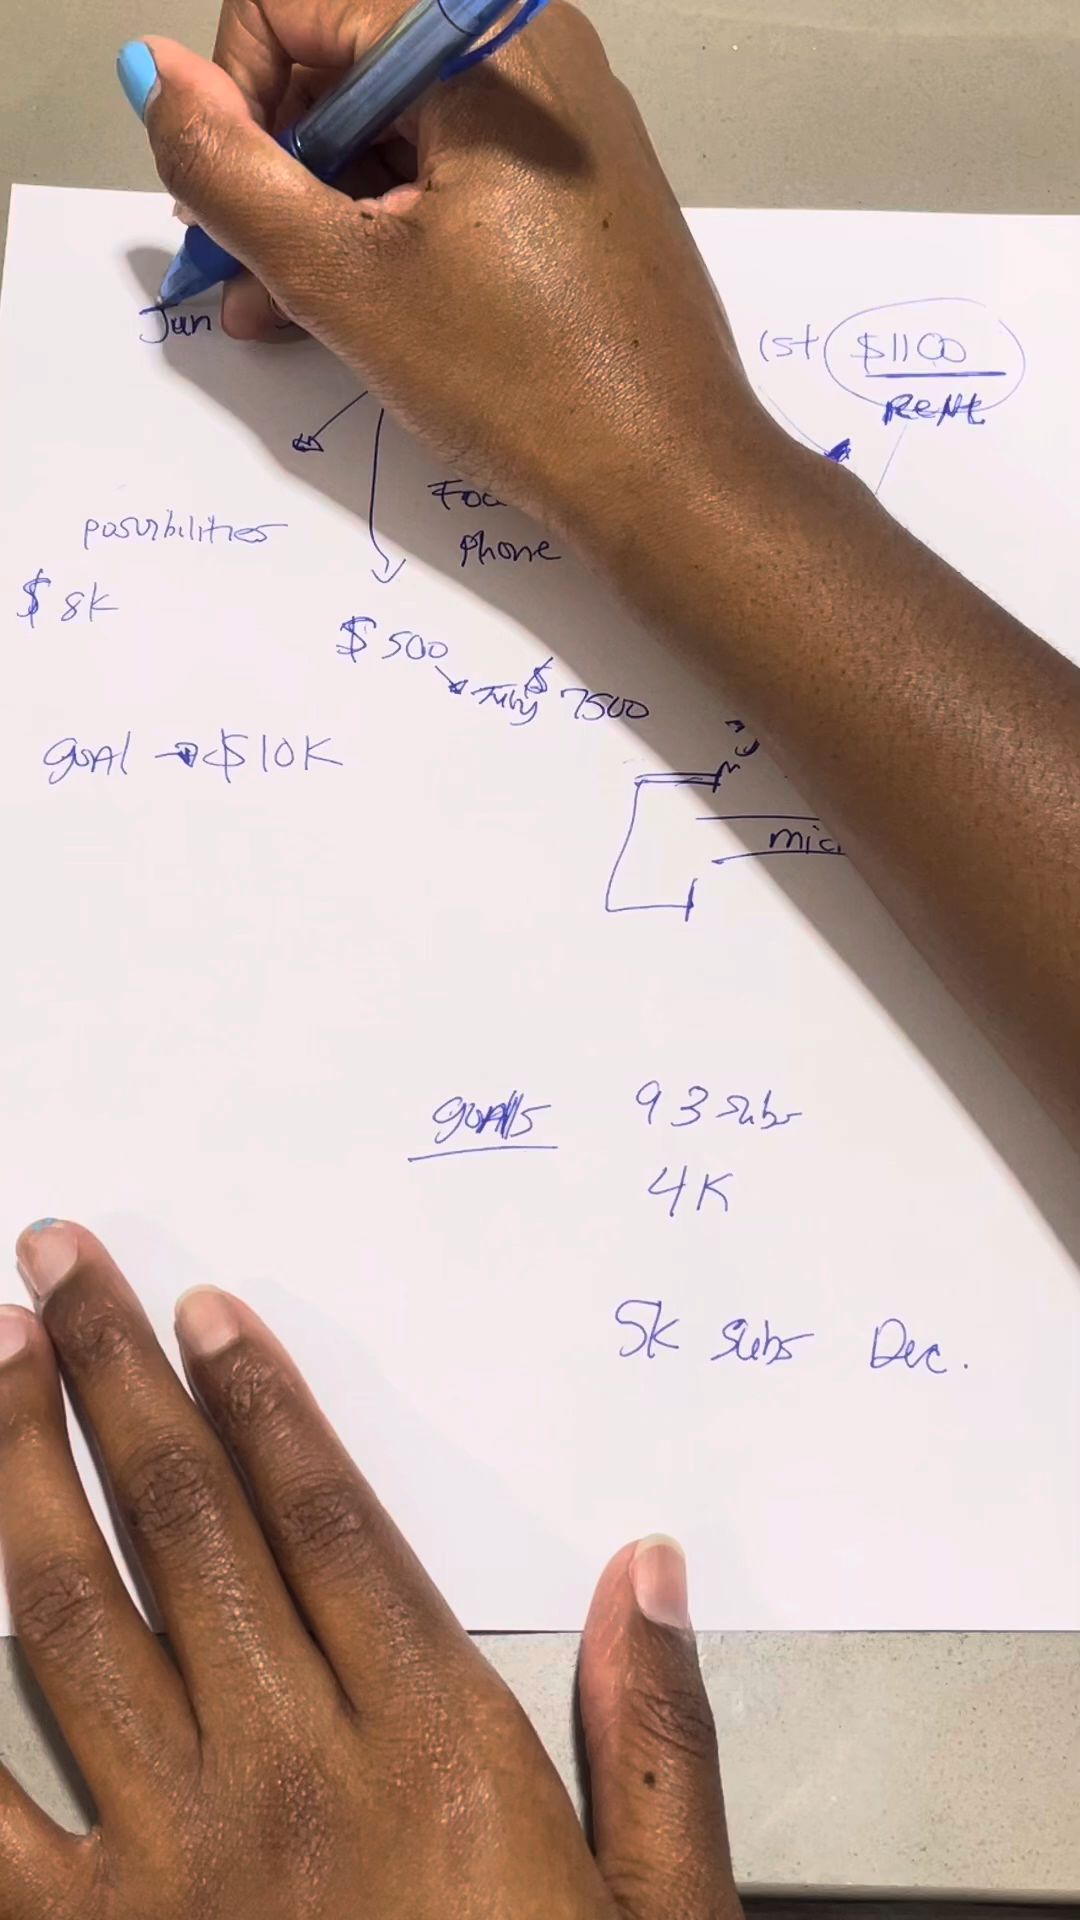 Jun
1st $1100
Rent
Phone
possibilities
$ 8K
$ 500
July $ 7500
goal → $10K
goals 93 subs
4K
5K subs Dec.